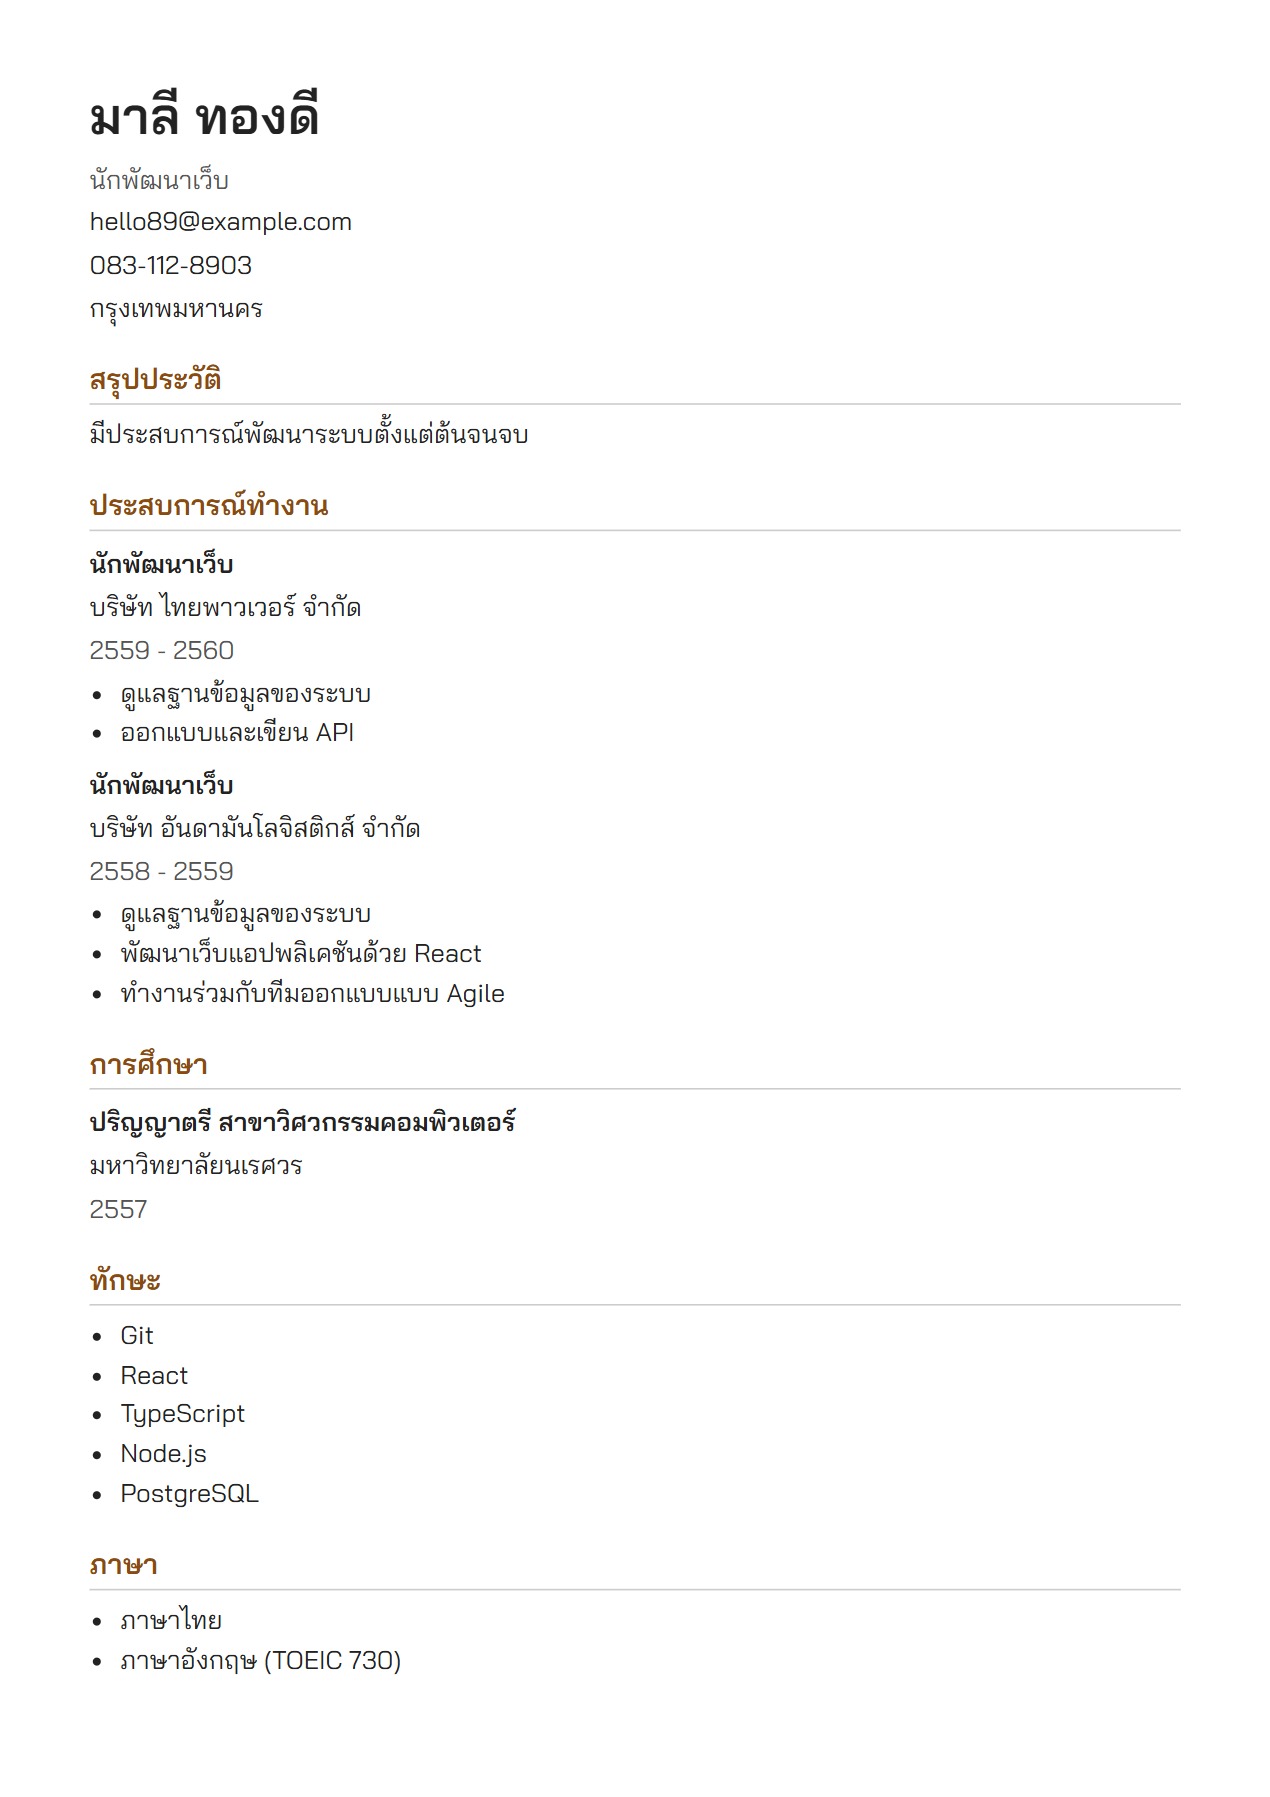 มาลี ทองดี
นักพัฒนาเว็บ
hello89@example.com
083-112-8903
กรุงเทพมหานคร
สรุปประวัติ
มีประสบการณ์พัฒนาระบบตั้งแต่ต้นจนจบ
ประสบการณ์ทำงาน
นักพัฒนาเว็บ
บริษัท ไทยพาวเวอร์ จำกัด
2559 - 2560
• ดูแลฐานข้อมูลของระบบ
• ออกแบบและเขียน API
นักพัฒนาเว็บ
บริษัท อันดามันโลจิสติกส์ จำกัด
2558 - 2559
• ดูแลฐานข้อมูลของระบบ
• พัฒนาเว็บแอปพลิเคชันด้วย React
• ทำงานร่วมกับทีมออกแบบแบบ Agile
การศึกษา
ปริญญาตรี สาขาวิศวกรรมคอมพิวเตอร์
มหาวิทยาลัยนเรศวร
2557
ทักษะ
• Git
• React
• TypeScript
• Node.js
• PostgreSQL
ภาษา
• ภาษาไทย
• ภาษาอังกฤษ (TOEIC 730)